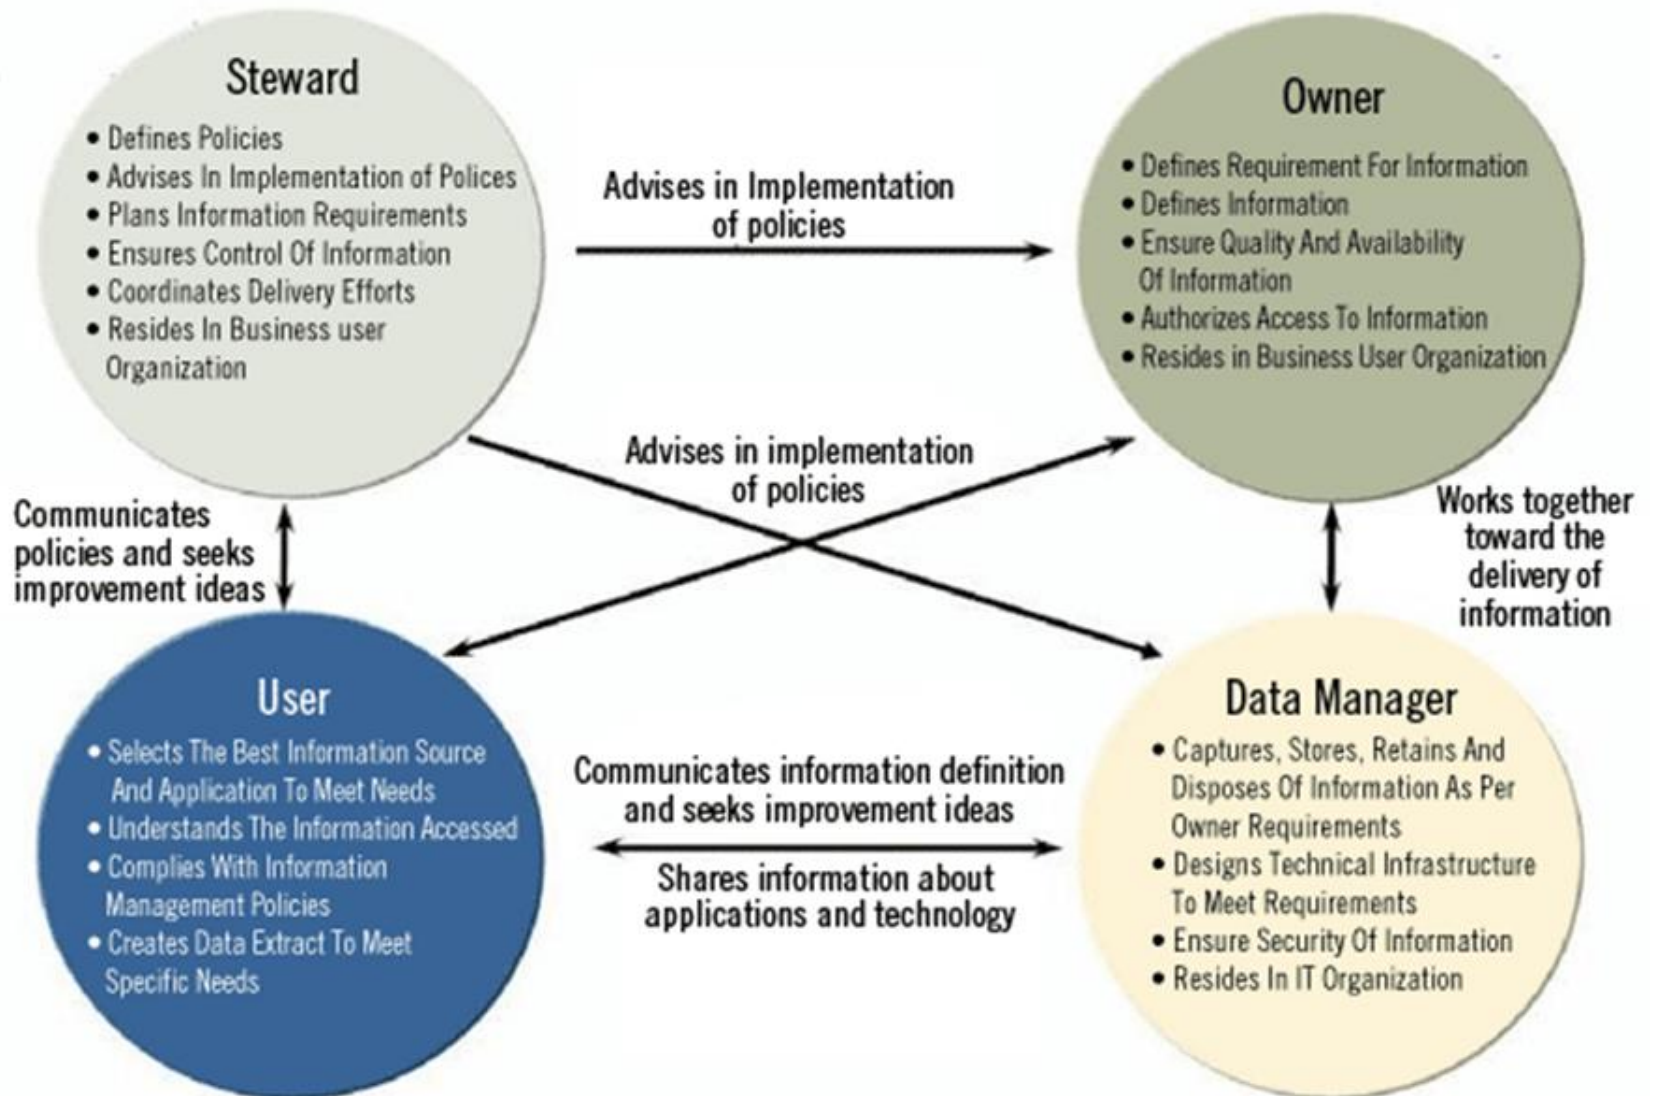 Steward
• Defines Policies
• Advises In Implementation of Polices
• Plans Information Requirements
• Ensures Control Of Information
• Coordinates Delivery Efforts
• Resides In Business user
Organization
Advises in Implementation
of policies
Owner
• Defines Requirement For Information
• Defines Information
• Ensure Quality And Availability
Of Information
• Authorizes Access To Information
• Resides in Business User Organization
Advises in implementation
of policies
Communicates
policies and seeks
improvement ideas
Works together
toward the
delivery of
information
User
• Selects The Best Information Source
And Application To Meet Needs
• Understands The Information Accessed
• Complies With Information
Management Policies
• Creates Data Extract To Meet
Specific Needs
Communicates information definition
and seeks improvement ideas
Shares information about
applications and technology
Data Manager
• Captures, Stores, Retains And
Disposes Of Information As Per
Owner Requirements
• Designs Technical Infrastructure
To Meet Requirements
• Ensure Security Of Information
• Resides In IT Organization